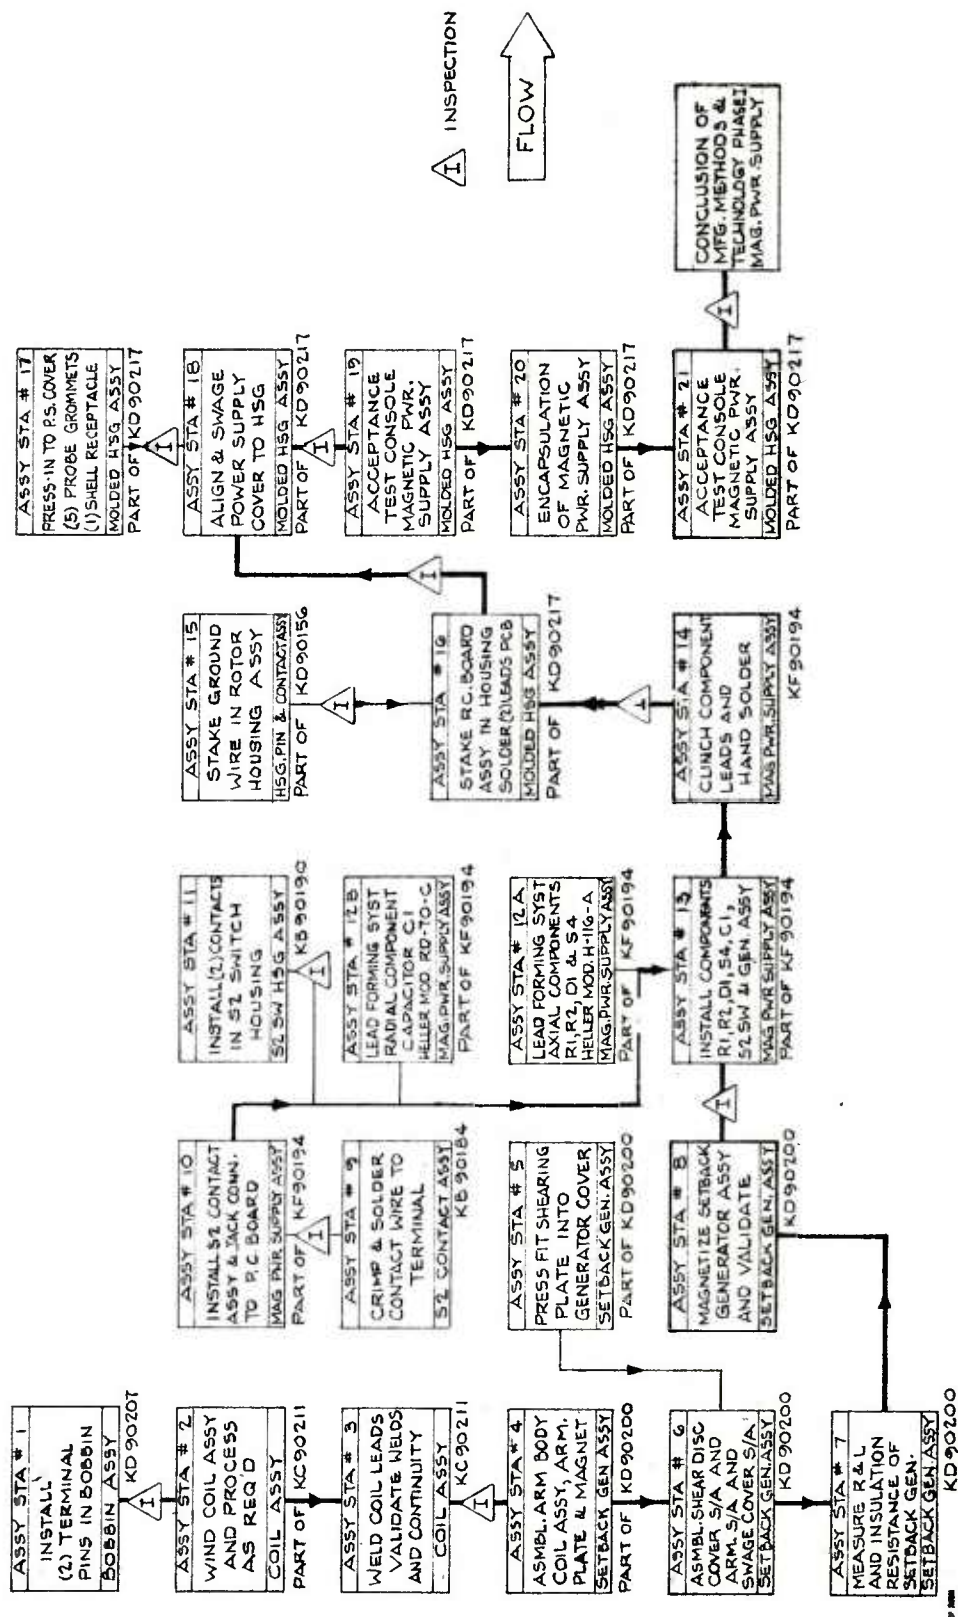 ASSY STA # 1
INSTALL
(2) TERMINAL
PINS IN BOBBIN
BOBBIN ASSY
KD90207
I
ASSY STA # 2
WIND COIL ASSY
AND PROCESS
AS REQ'D
COIL ASSY
PART OF KC90211
ASSY STA # 3
WELD COIL LEADS
VALIDATE WELDS
AND CONTINUITY
COIL ASSY
KC90211
I
ASSY STA # 4
ASMBL. ARM BODY
COIL ASSY, ARM.
PLATE & MAGNET
SETBACK GEN ASSY
PART OF KD90200
ASSY STA # 5
PRESS FIT SHEARING
PLATE INTO
GENERATOR COVER
SETBACK GEN. ASSY
PART OF KD90200
ASSY STA # 6
ASMBL. SHEAR DISC
COVER S/A AND
ARM. S/A AND
SWAGE COVER S/A
SETBACK GEN. ASSY
KD90200
ASSY STA # 7
MEASURE R & L
AND INSULATION
RESISTANCE OF
SETBACK GEN.
SETBACK GEN. ASSY
KD90200
ASSY STA # 8
MAGNETIZE SETBACK
GENERATOR ASSY
AND VALIDATE
SETBACK GEN. ASSY
KD90200
I
ASSY STA # 9
CRIMP & SOLDER
CONTACT WIRE TO
TERMINAL
S2 CONTACT ASSY
KB90184
I
ASSY STA # 10
INSTALL S2 CONTACT
ASSY & JACK CONN.
TO P.C BOARD
MAG PWR. SUPPLY ASSY
PART OF KF90194
ASSY STA # 11
INSTALL (2) CONTACTS
IN S2 SWITCH
HOUSING
S2 SW HSG ASSY
KB90190
I
ASSY STA # 12B
LEAD FORMING SYST
RADIAL COMPONENT
CAPACITOR C1
HELLER MOD RD-TO-C
MAG. PWR. SUPPLY ASSY
PART OF KF90194
ASSY STA # 12A
LEAD FORMING SYST
AXIAL COMPONENTS
R1, R2, D1 & S4
HELLER MOD. H-116-A
MAG. PWR. SUPPLY ASSY
PART OF KF90194
ASSY STA # 13
INSTALL COMPONENTS
R1, R2, D1, S4, C1,
S2 SW & GEN. ASSY
MAG PWR SUPPLY ASSY
PART OF KF90194
ASSY STA # 14
CLINCH COMPONENT
LEADS AND
HAND SOLDER
MAG PWR. SUPPLY ASSY
KF90194
I
ASSY STA # 15
STAKE GROUND
WIRE IN ROTOR
HOUSING ASSY
HSG. PIN & CONTACT ASSY
PART OF KD90156
I
ASSY STA # 16
STAKE P.C. BOARD
ASSY IN HOUSING
SOLDER (2) LEADS PCB
MOLDED HSG ASSY
PART OF KD90217
I
ASSY STA # 17
PRESS-IN TO P.S. COVER
(5) PROBE GROMMETS
(1) SHELL RECEPTACLE
MOLDED HSG ASSY
PART OF KD90217
I
ASSY STA # 18
ALIGN & SWAGE
POWER SUPPLY
COVER TO HSG
MOLDED HSG ASSY
PART OF KD90217
I
ASSY STA # 19
ACCEPTANCE
TEST CONSOLE
MAGNETIC PWR.
SUPPLY ASSY
MOLDED HSG ASSY
PART OF KD90217
ASSY STA # 20
ENCAPSULATION
OF MAGNETIC
PWR. SUPPLY ASSY
MOLDED HSG ASSY
PART OF KD90217
ASSY STA # 21
ACCEPTANCE
TEST CONSOLE
MAGNETIC PWR.
SUPPLY ASSY
MOLDED HSG ASSY
PART OF KD90217
I
CONCLUSION OF
MFG. METHODS &
TECHNOLOGY PHASE I
MAG. PWR. SUPPLY
I INSPECTION
FLOW